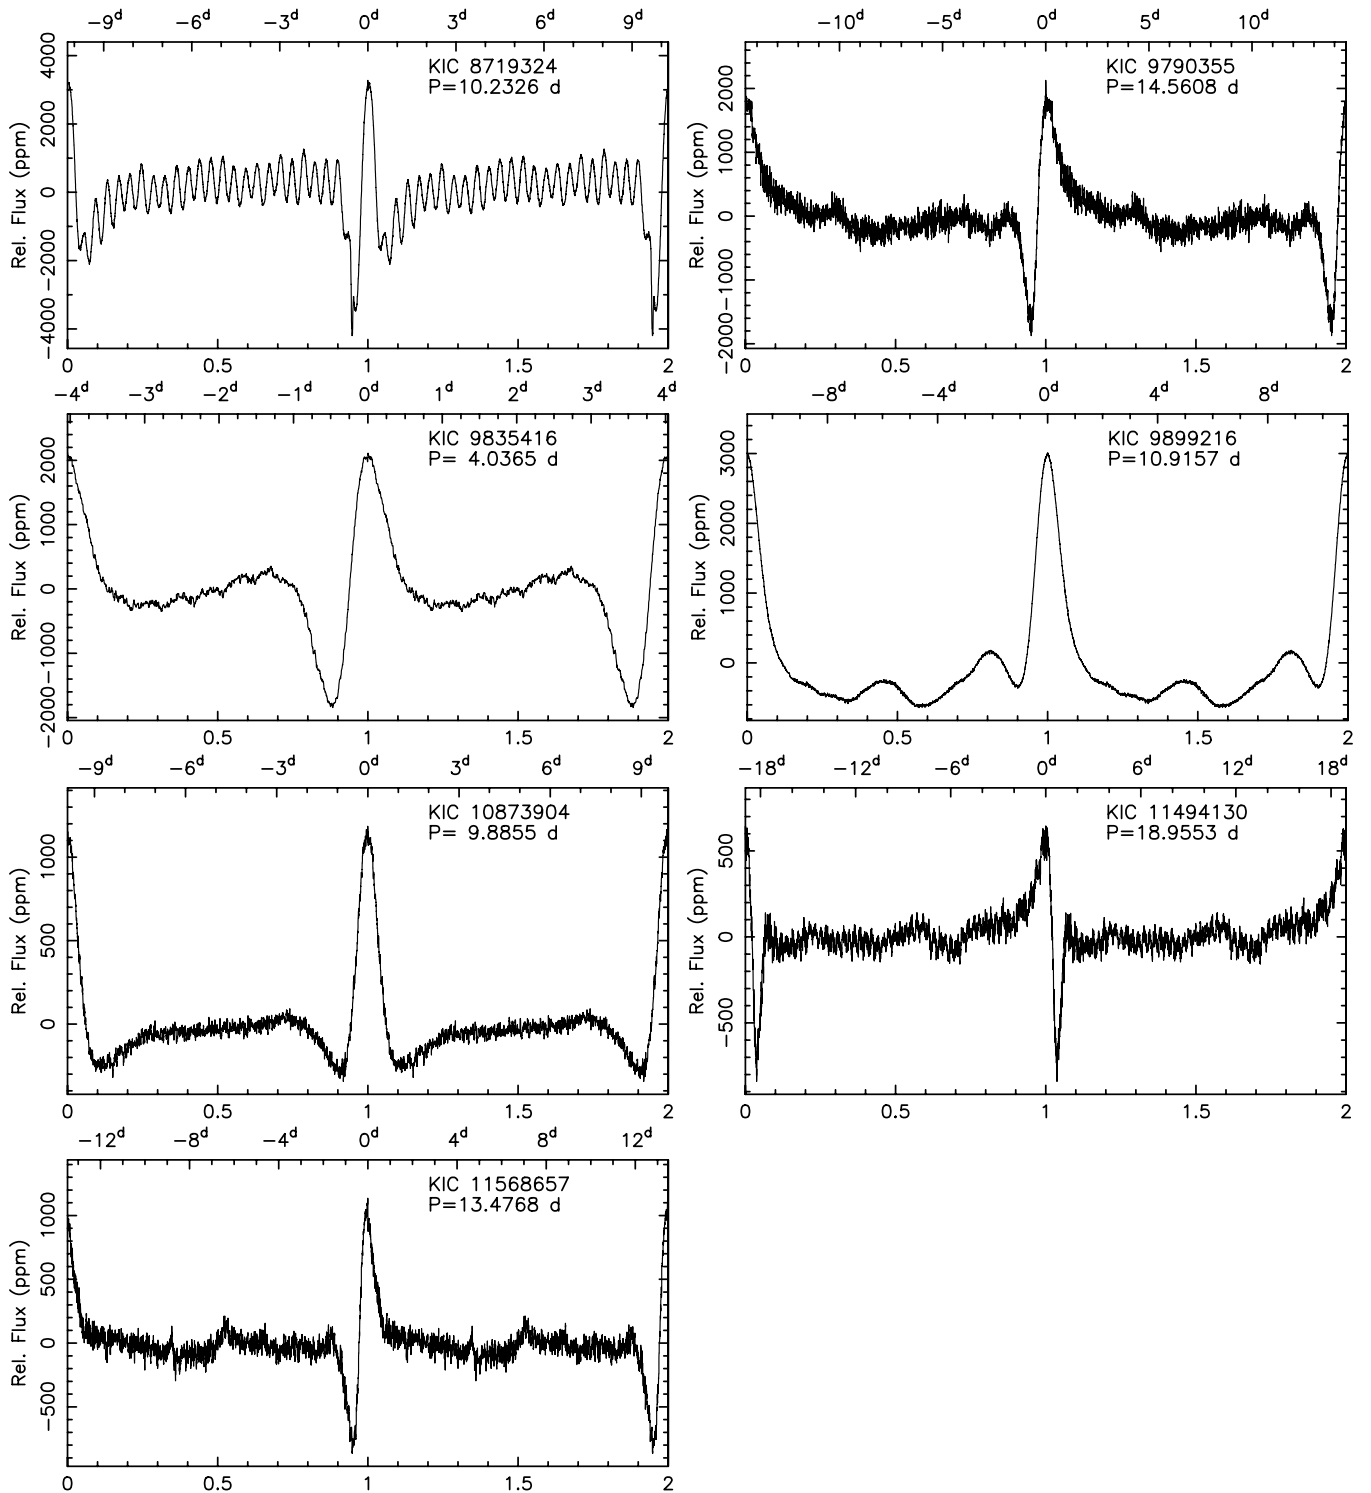 −9d −6d −3d 0d 3d 6d 9d
KIC 8719324
P=10.2326 d
Rel. Flux (ppm)
4000 2000 0 −2000 −4000
0 0.5 1 1.5 2
−10d −5d 0d 5d 10d
KIC 9790355
P=14.5608 d
Rel. Flux (ppm)
2000 1000 0 −1000 −2000
0 0.5 1 1.5 2
−4d −3d −2d −1d 0d 1d 2d 3d 4d
KIC 9835416
P= 4.0365 d
Rel. Flux (ppm)
2000 1000 0 −1000 −2000
0 0.5 1 1.5 2
−8d −4d 0d 4d 8d
KIC 9899216
P=10.9157 d
Rel. Flux (ppm)
3000 2000 1000 0
0 0.5 1 1.5 2
−9d −6d −3d 0d 3d 6d 9d
KIC 10873904
P= 9.8855 d
Rel. Flux (ppm)
1000 500 0
0 0.5 1 1.5 2
−18d −12d −6d 0d 6d 12d 18d
KIC 11494130
P=18.9553 d
Rel. Flux (ppm)
500 0 −500
0 0.5 1 1.5 2
−12d −8d −4d 0d 4d 8d 12d
KIC 11568657
P=13.4768 d
Rel. Flux (ppm)
1000 500 0 −500
0 0.5 1 1.5 2